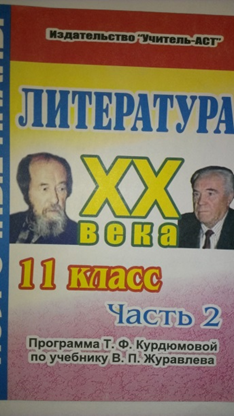 Издательство "Учитель-АСТ"
ЛИТЕРАТУРА
XX
века
11 класс
Часть 2
Программа Т. Ф. Курдюмовой
по учебнику В. П. Журавлева